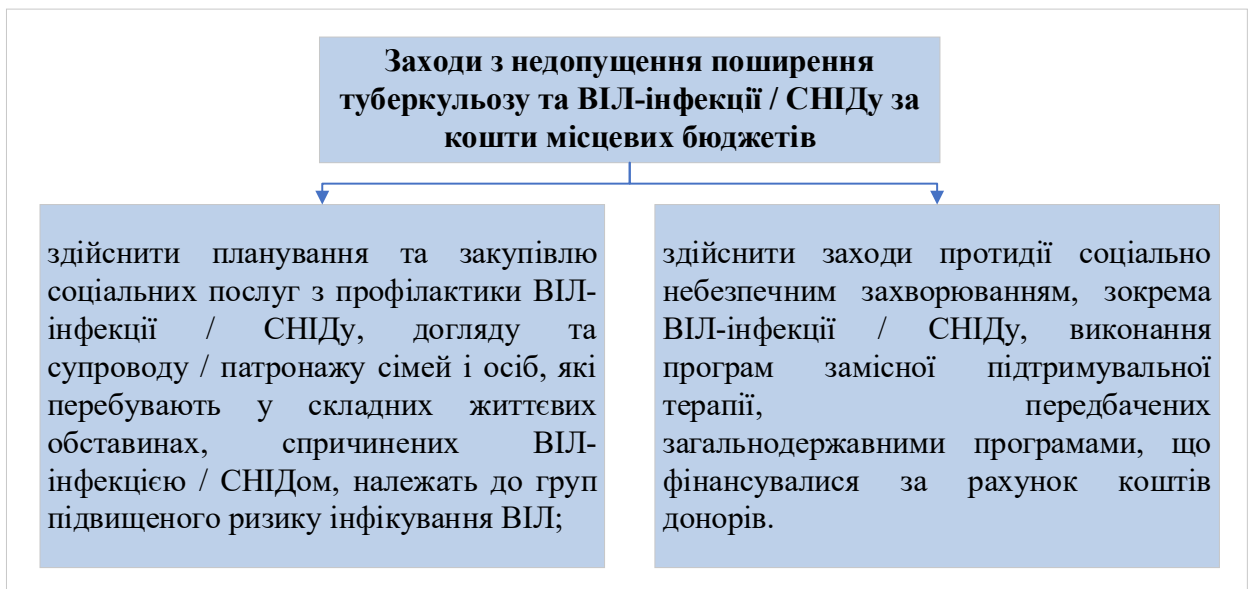 Заходи з недопущення поширення
туберкульозу та ВІЛ-інфекції / СНІДу за
кошти місцевих бюджетів
здійснити планування та закупівлю
соціальних послуг з профілактики ВІЛ-
інфекції / СНІДу, догляду та
супроводу / патронажу сімей і осіб, які
перебувають у складних життєвих
обставинах, спричинених ВІЛ-
інфекцією / СНІДом, належать до груп
підвищеного ризику інфікування ВІЛ;
здійснити заходи протидії соціально
небезпечним захворюванням, зокрема
ВІЛ-інфекції / СНІДу, виконання
програм замісної підтримувальної
терапії, передбачених
загальнодержавними програмами, що
фінансувалися за рахунок коштів
донорів.